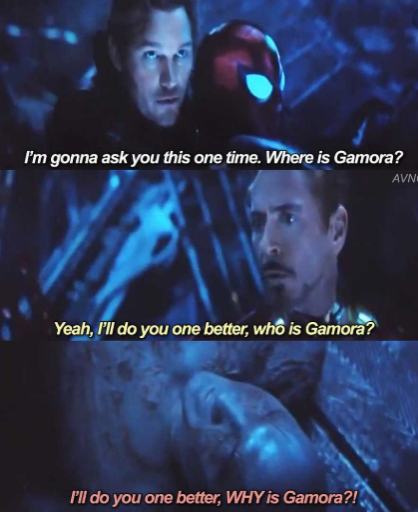 I'm gonna ask you this one time. Where is Gamora?
AVN
Yeah, I'll do you one better, who is Gamora?
I'll do you one better, WHY is Gamora?!